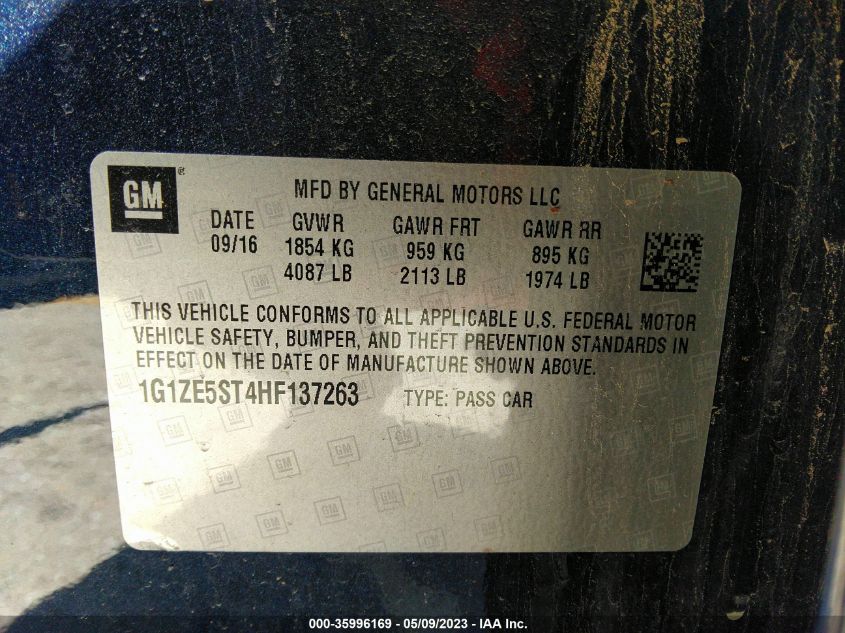 GM®
MFD BY GENERAL MOTORS LLC
DATE GVWR GAWR FRT GAWR RR
09/16 1854 KG 959 KG 895 KG
4087 LB 2113 LB 1974 LB
THIS VEHICLE CONFORMS TO ALL APPLICABLE U.S. FEDERAL MOTOR
VEHICLE SAFETY, BUMPER, AND THEFT PREVENTION STANDARDS IN
EFFECT ON THE DATE OF MANUFACTURE SHOWN ABOVE.
1G1ZE5ST4HF137263 TYPE: PASS CAR
000-35996169 - 05/09/2023 - IAA Inc.